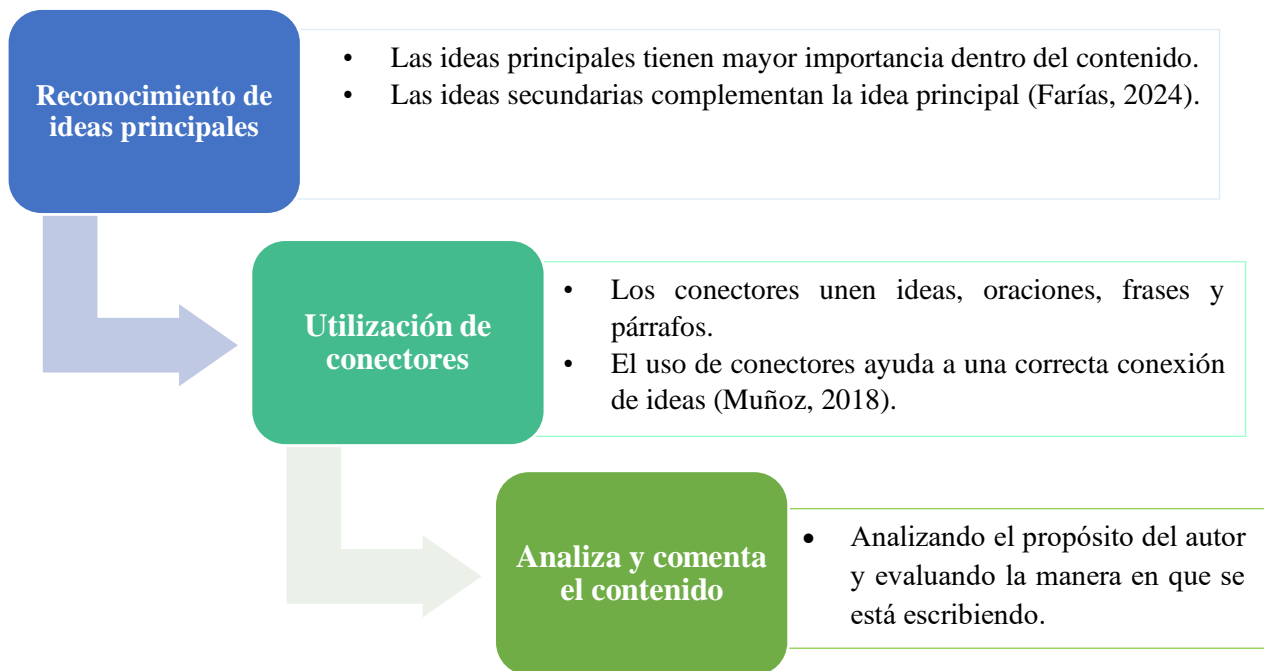 Reconocimiento de
ideas principales
• Las ideas principales tienen mayor importancia dentro del contenido.
• Las ideas secundarias complementan la idea principal (Farías, 2024).
Utilización de
conectores
• Los conectores unen ideas, oraciones, frases y
párrafos.
• El uso de conectores ayuda a una correcta conexión
de ideas (Muñoz, 2018).
Analiza y comenta
el contenido
• Analizando el propósito del autor
y evaluando la manera en que se
está escribiendo.